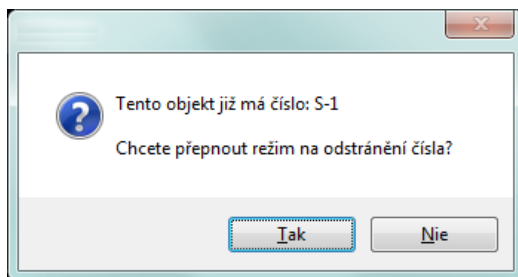 Tento objekt již má číslo: S-1
Chcete přepnout režim na odstránění čísla?
Tak
Nie